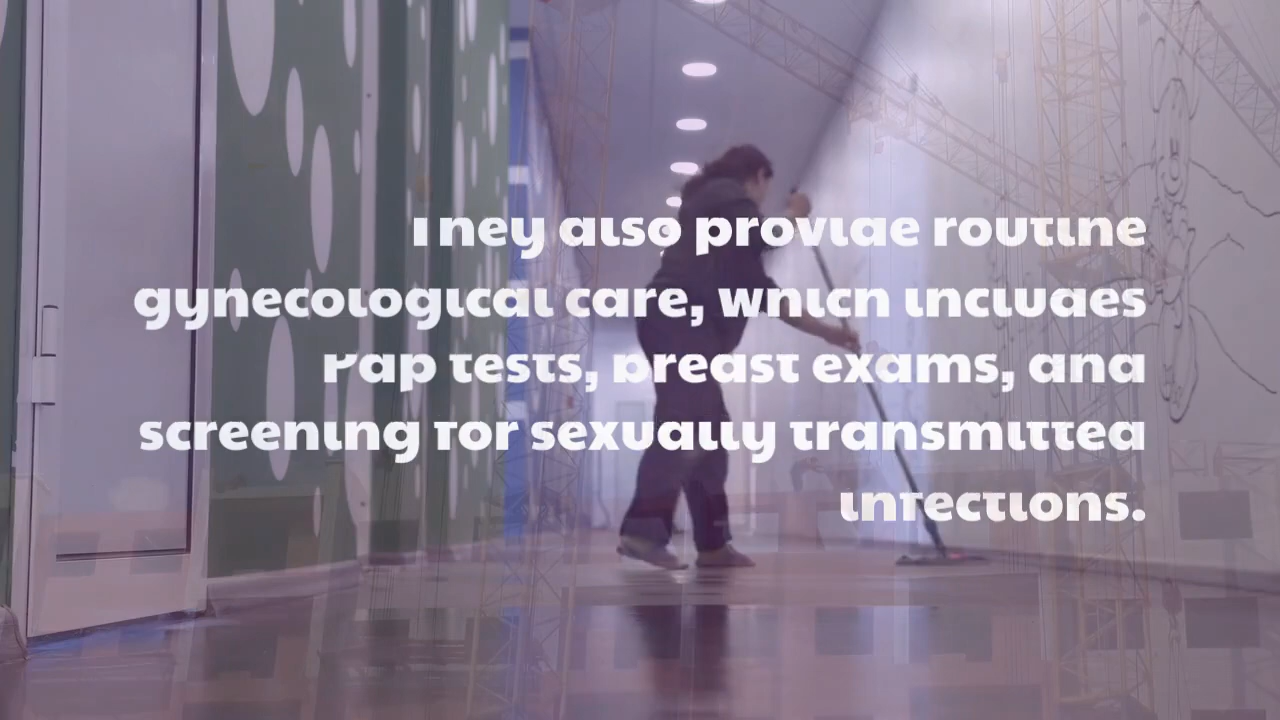 They also provide routine
gynecological care, which includes
Pap tests, breast exams, and
screening for sexually transmitted
infections.